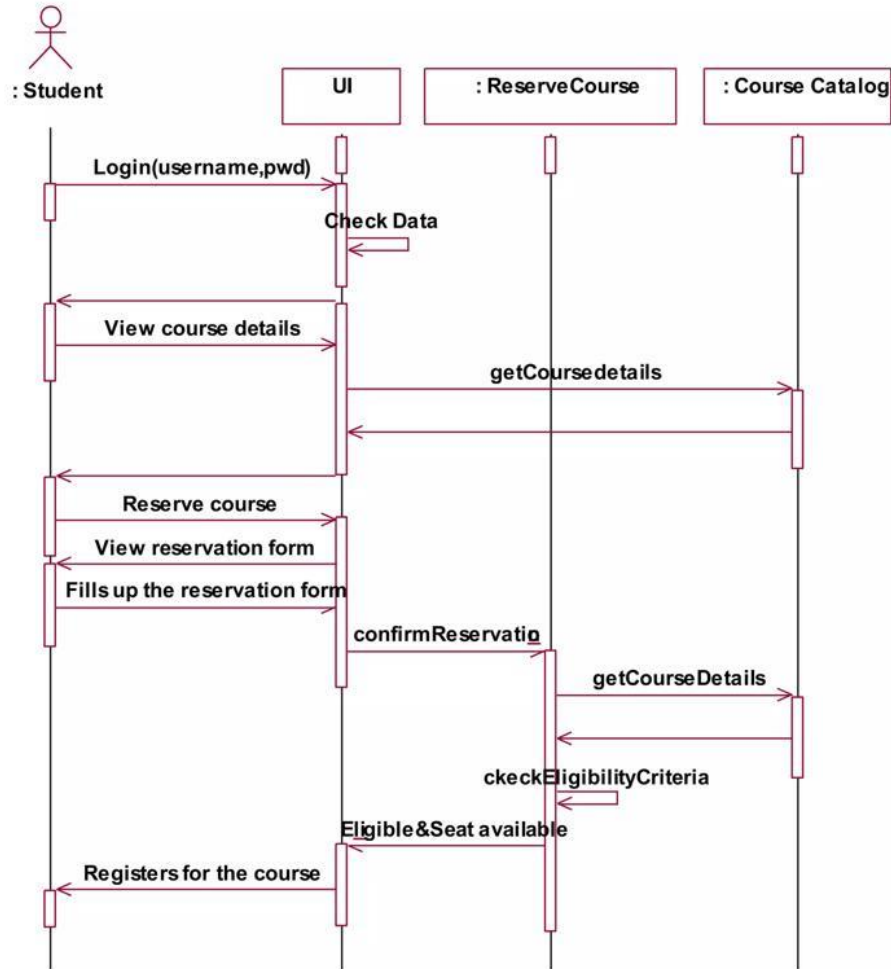 : Student
UI
: ReserveCourse
: Course Catalog
Login(username,pwd)
Check Data
View course details
getCoursedetails
Reserve course
View reservation form
Fills up the reservation form
confirmReservatio
getCourseDetails
ckeckEligibilityCriteria
Eligible&Seat available
Registers for the course